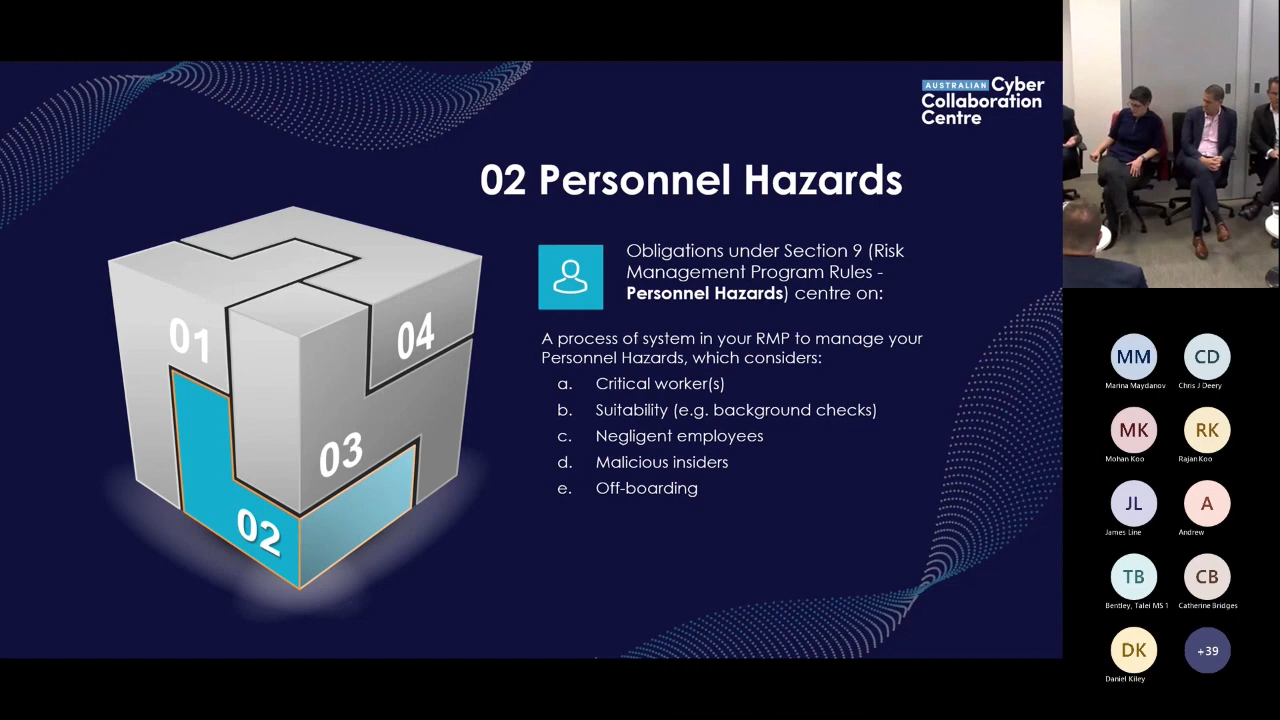 AUSTRALIAN Cyber
Collaboration
Centre
02 Personnel Hazards
Obligations under Section 9 (Risk
Management Program Rules -
Personnel Hazards) centre on:
A process of system in your RMP to manage your
Personnel Hazards, which considers:
a. Critical worker(s)
b. Suitability (e.g. background checks)
c. Negligent employees
d. Malicious insiders
e. Off-boarding
01
04
03
02
MM
CD
Marina Maydanov
Chris J Deery
MK
RK
Mohan Koo
Rajan Koo
JL
A
James Line
Andrew
TB
CB
Bentley, Talei MS 1
Catherine Bridges
DK
+39
Daniel Kiley